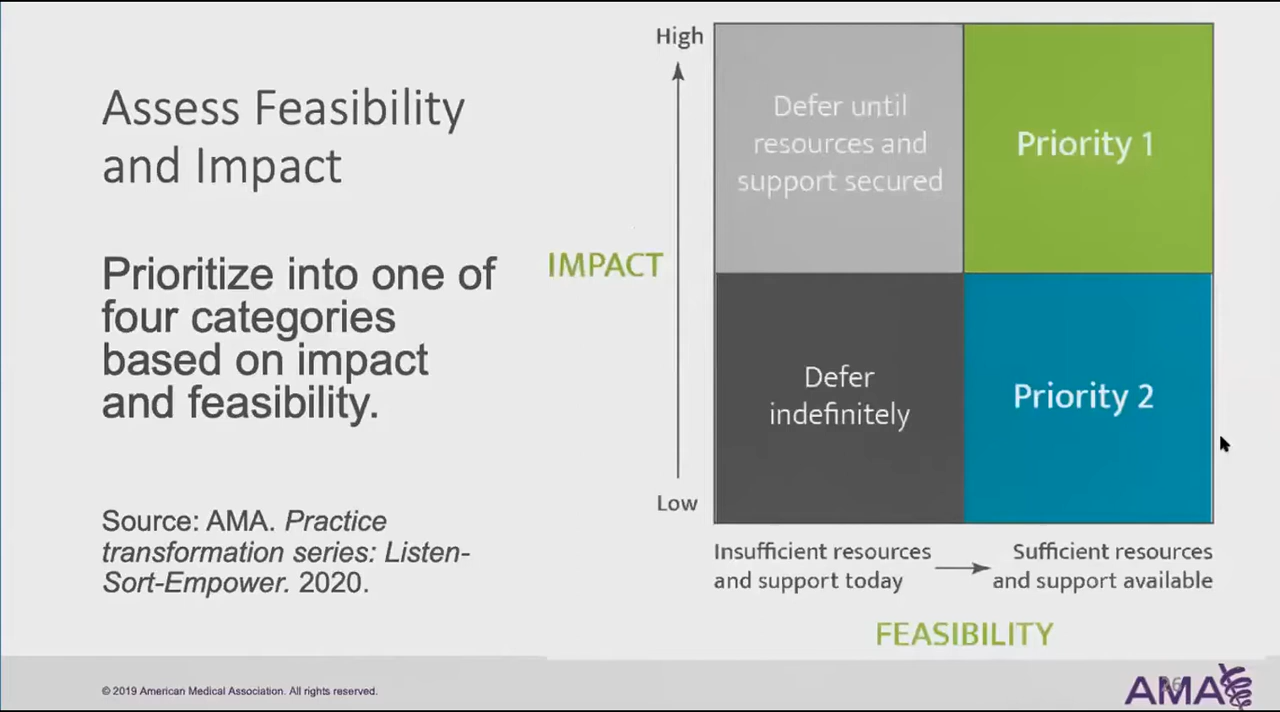 Assess Feasibility
and Impact
Prioritize into one of
four categories
based on impact
and feasibility.
Source: AMA. Practice
transformation series: Listen-
Sort-Empower. 2020.
High
IMPACT
Low
Defer until
resources and
support secured
Priority 1
Defer
indefinitely
Priority 2
Insufficient resources
and support today
Sufficient resources
and support available
FEASIBILITY
© 2019 American Medical Association. All rights reserved.
AMA